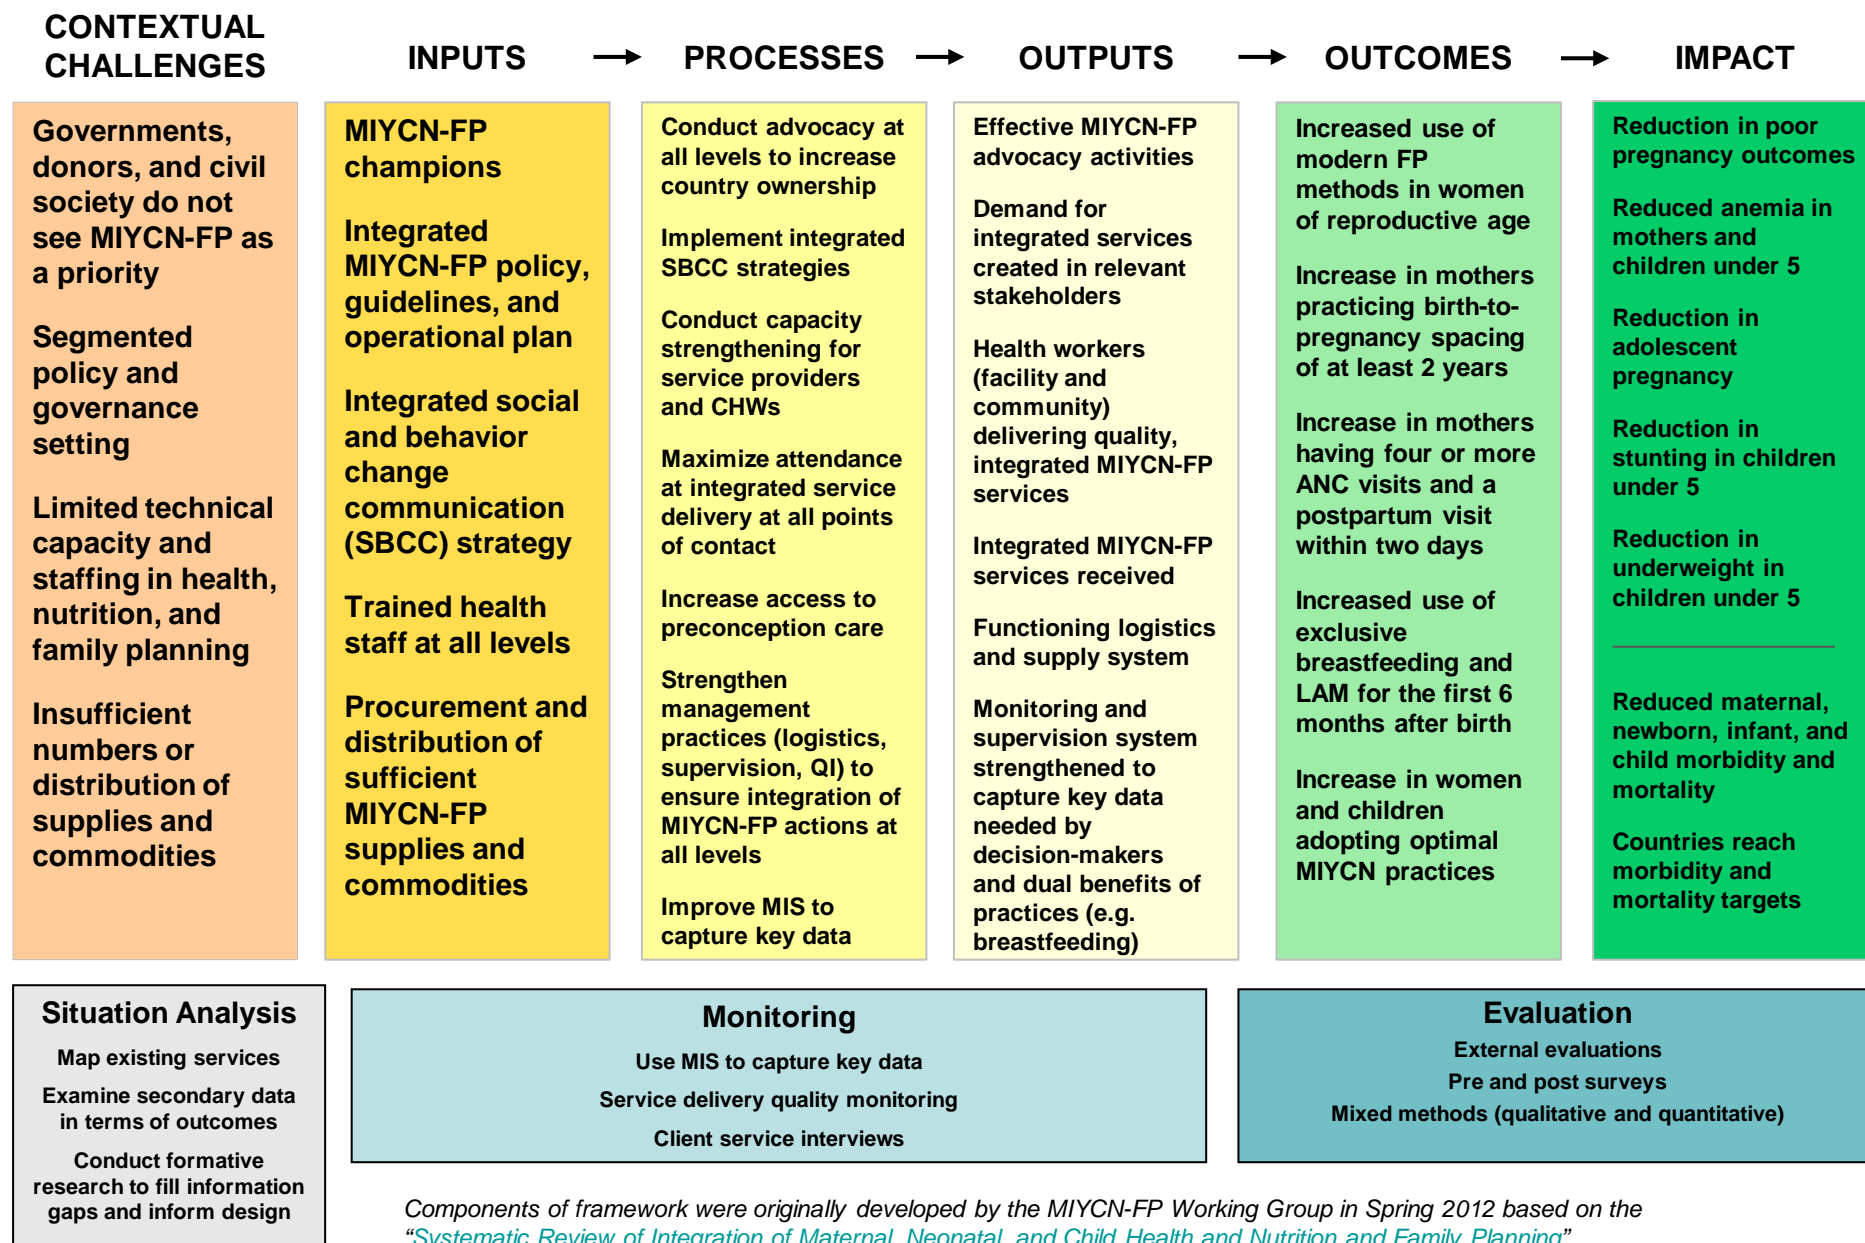 CONTEXTUAL
CHALLENGES
INPUTS
PROCESSES
OUTPUTS
OUTCOMES
IMPACT
Governments,
donors, and civil
society do not
see MIYCN-FP as
a priority
Segmented
policy and
governance
setting
Limited technical
capacity and
staffing in health,
nutrition, and
family planning
Insufficient
numbers or
distribution of
supplies and
commodities
MIYCN-FP
champions
Integrated
MIYCN-FP policy,
guidelines, and
operational plan
Integrated social
and behavior
change
communication
(SBCC) strategy
Trained health
staff at all levels
Procurement and
distribution of
sufficient
MIYCN-FP
supplies and
commodities
Conduct advocacy at
all levels to increase
country ownership
Implement integrated
SBCC strategies
Conduct capacity
strengthening for
service providers
and CHWs
Maximize attendance
at integrated service
delivery at all points
of contact
Increase access to
preconception care
Strengthen
management
practices (logistics,
supervision, QI) to
ensure integration of
MIYCN-FP actions at
all levels
Improve MIS to
capture key data
Effective MIYCN-FP
advocacy activities
Demand for
integrated services
created in relevant
stakeholders
Health workers
(facility and
community)
delivering quality,
integrated MIYCN-FP
services
Integrated MIYCN-FP
services received
Functioning logistics
and supply system
Monitoring and
supervision system
strengthened to
capture key data
needed by
decision-makers
and dual benefits of
practices (e.g.
breastfeeding)
Increased use of
modern FP
methods in women
of reproductive age
Increase in mothers
practicing birth-to-
pregnancy spacing
of at least 2 years
Increase in mothers
having four or more
ANC visits and a
postpartum visit
within two days
Increased use of
exclusive
breastfeeding and
LAM for the first 6
months after birth
Increase in women
and children
adopting optimal
MIYCN practices
Reduction in poor
pregnancy outcomes
Reduced anemia in
mothers and
children under 5
Reduction in
adolescent
pregnancy
Reduction in
stunting in children
under 5
Reduction in
underweight in
children under 5
Reduced maternal,
newborn, infant, and
child morbidity and
mortality
Countries reach
morbidity and
mortality targets
Situation Analysis
Map existing services
Examine secondary data
in terms of outcomes
Conduct formative
research to fill information
gaps and inform design
Monitoring
Use MIS to capture key data
Service delivery quality monitoring
Client service interviews
Evaluation
External evaluations
Pre and post surveys
Mixed methods (qualitative and quantitative)
Components of framework were originally developed by the MIYCN-FP Working Group in Spring 2012 based on the
“Systematic Review of Integration of Maternal, Neonatal, and Child Health and Nutrition and Family Planning”